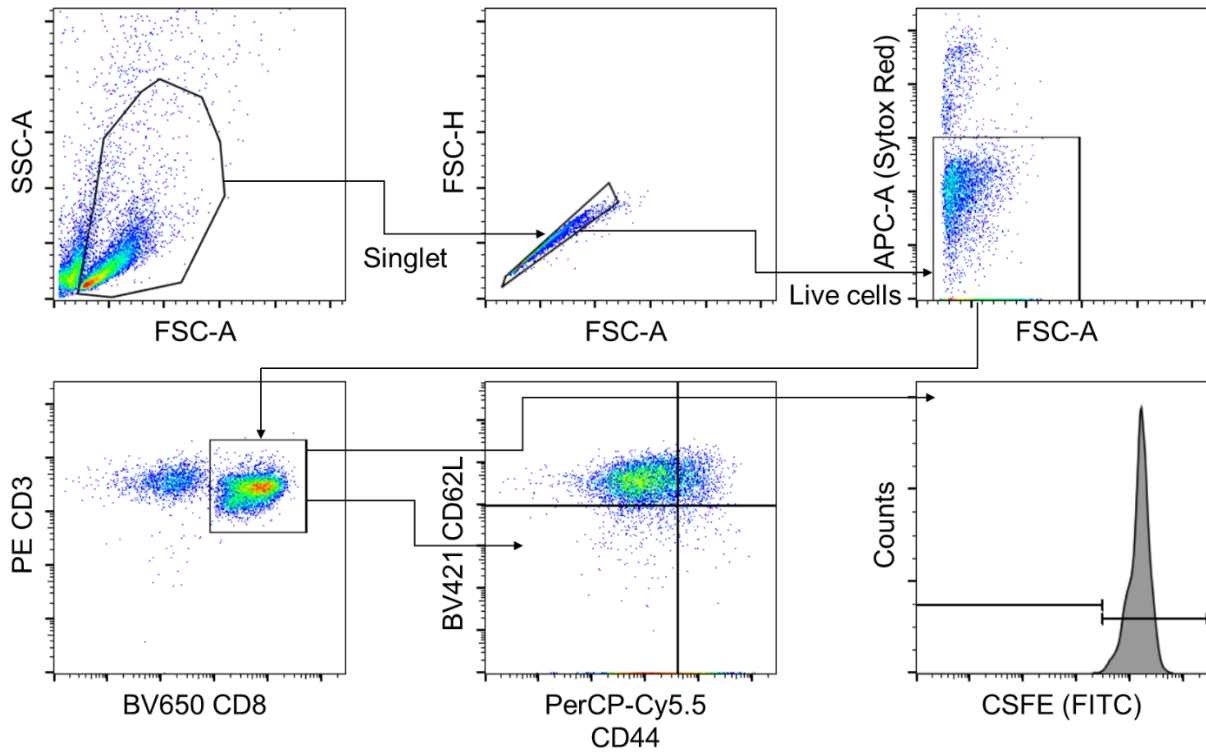 SSC-A
FSC-A
Singlet
FSC-H
FSC-A
Live cells
APC-A (Sytox Red)
FSC-A
PE CD3
BV650 CD8
BV421 CD62L
PerCP-Cy5.5
CD44
Counts
CSFE (FITC)